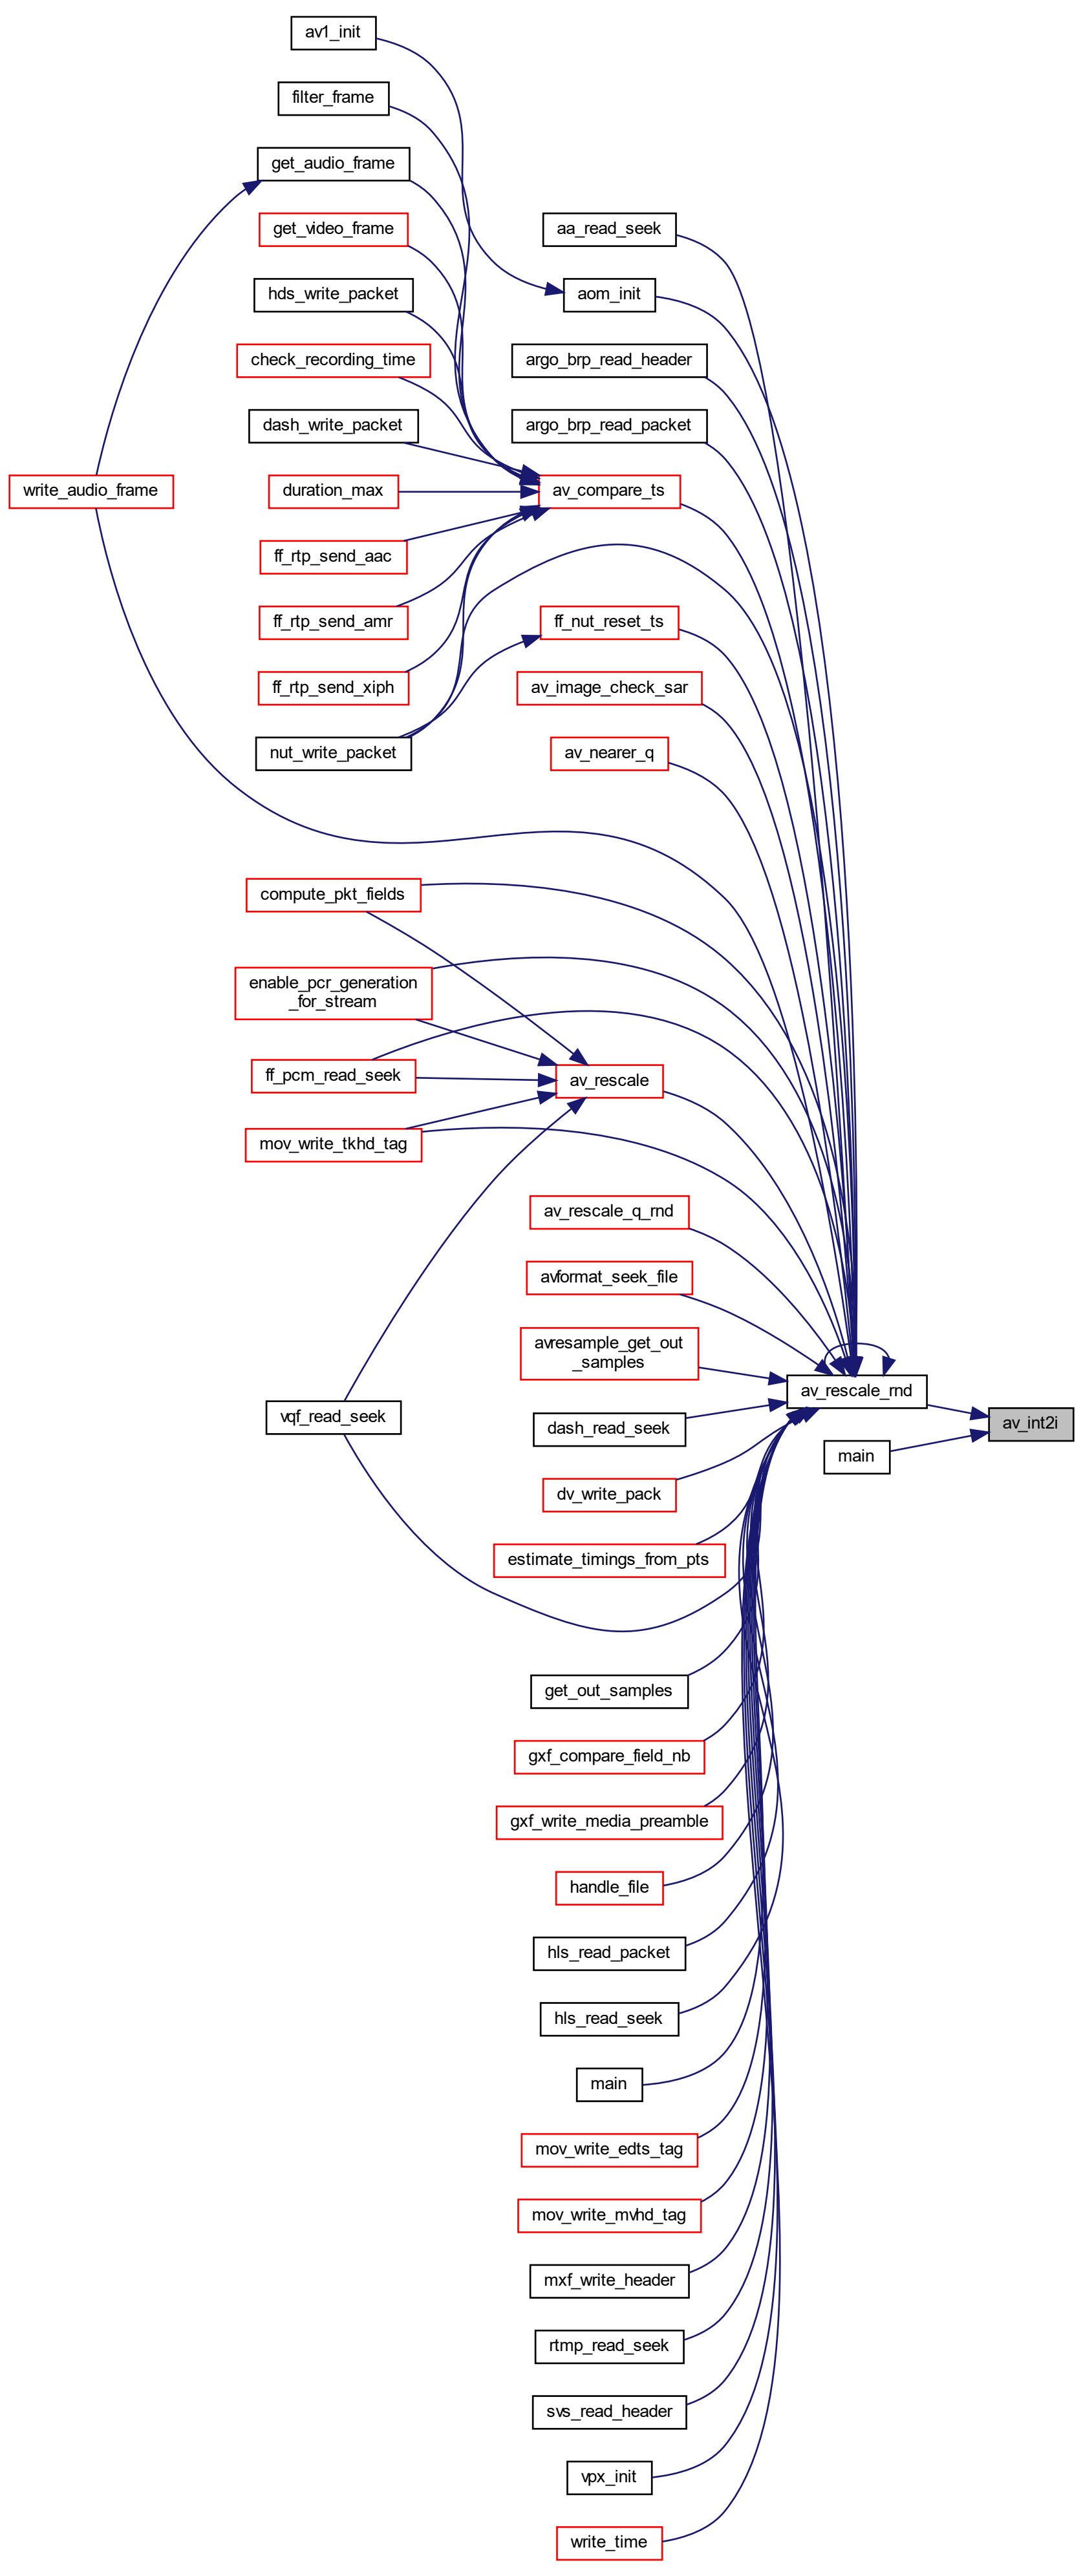 av1_init
filter_frame
get_audio_frame
get_video_frame
aa_read_seek
hds_write_packet
aom_init
check_recording_time
argo_brp_read_header
dash_write_packet
argo_brp_read_packet
write_audio_frame
duration_max
av_compare_ts
ff_rtp_send_aac
ff_rtp_send_amr
ff_nut_reset_ts
ff_rtp_send_xiph
av_image_check_sar
nut_write_packet
av_nearer_q
compute_pkt_fields
enable_pcr_generation
_for_stream
ff_pcm_read_seek
av_rescale
mov_write_tkhd_tag
av_rescale_q_rnd
avformat_seek_file
avresample_get_out
_samples
av_rescale_rnd
vqf_read_seek
av_int2i
dash_read_seek
main
dv_write_pack
estimate_timings_from_pts
get_out_samples
gxf_compare_field_nb
gxf_write_media_preamble
handle_file
hls_read_packet
hls_read_seek
main
mov_write_edts_tag
mov_write_mvhd_tag
mxf_write_header
rtmp_read_seek
svs_read_header
vpx_init
write_time